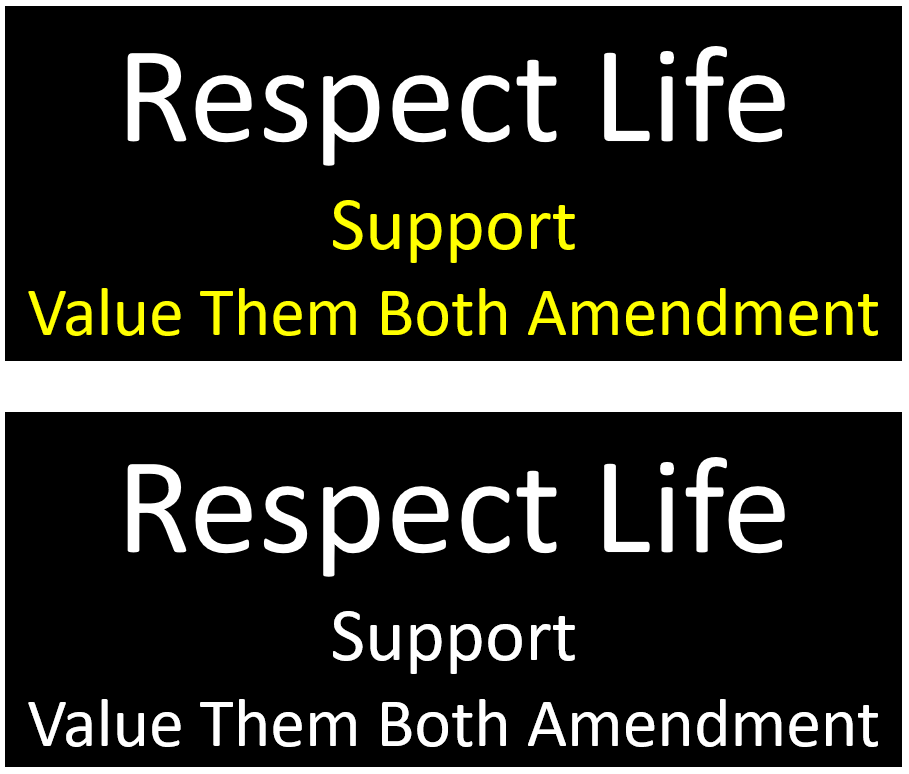 Respect Life
Support
Value Them Both Amendment
Respect Life
Support
Value Them Both Amendment